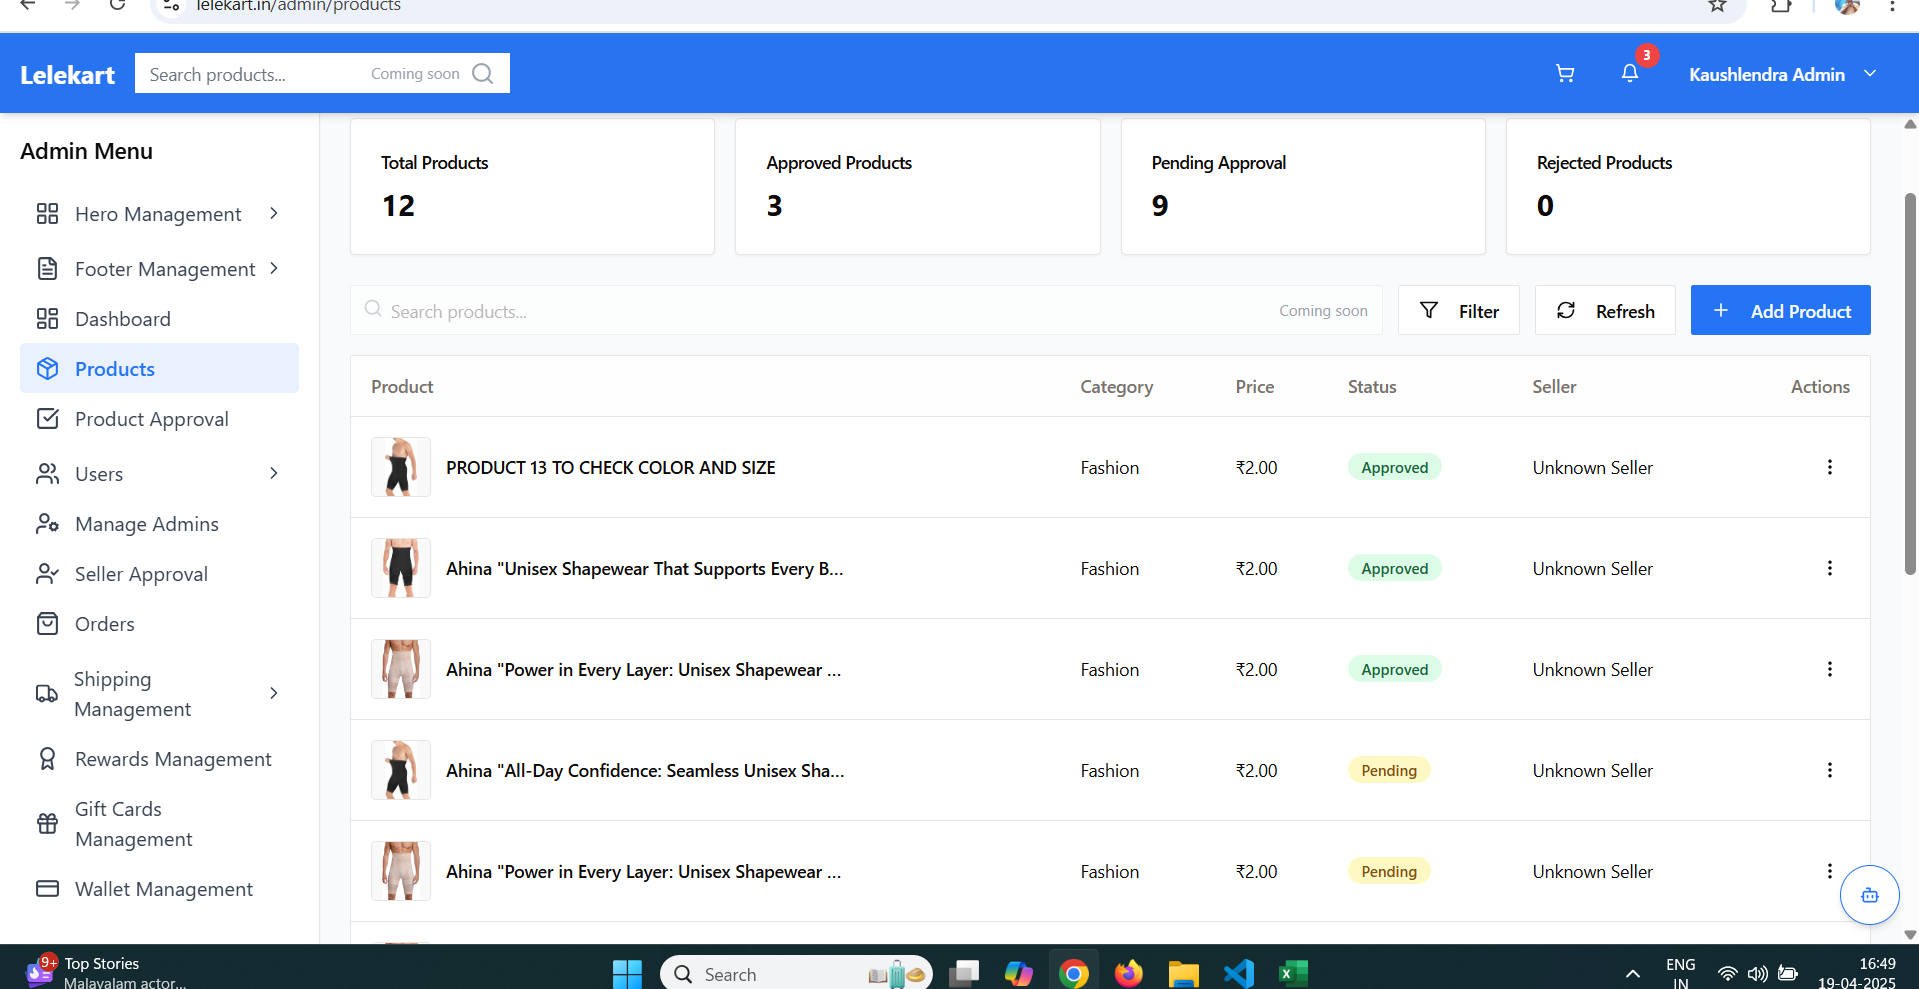 lelekart.in/admin/products
Lelekart
Search products...
Coming soon
3
Kaushlendra Admin
Admin Menu
Hero Management
Footer Management
Dashboard
Products
Product Approval
Users
Manage Admins
Seller Approval
Orders
Shipping
Management
Rewards Management
Gift Cards
Management
Wallet Management
Total Products
12
Approved Products
3
Pending Approval
9
Rejected Products
0
Search products...
Coming soon
Filter
Refresh
Add Product
Product Category Price Status Seller Actions
PRODUCT 13 TO CHECK COLOR AND SIZE Fashion ₹2.00 Approved Unknown Seller
Ahina "Unisex Shapewear That Supports Every B... Fashion ₹2.00 Approved Unknown Seller
Ahina "Power in Every Layer: Unisex Shapewear ... Fashion ₹2.00 Approved Unknown Seller
Ahina "All-Day Confidence: Seamless Unisex Sha... Fashion ₹2.00 Pending Unknown Seller
Ahina "Power in Every Layer: Unisex Shapewear ... Fashion ₹2.00 Pending Unknown Seller
9+
Top Stories
Malayalam actor...
Search
ENG
IN
16:49
19-04-2025